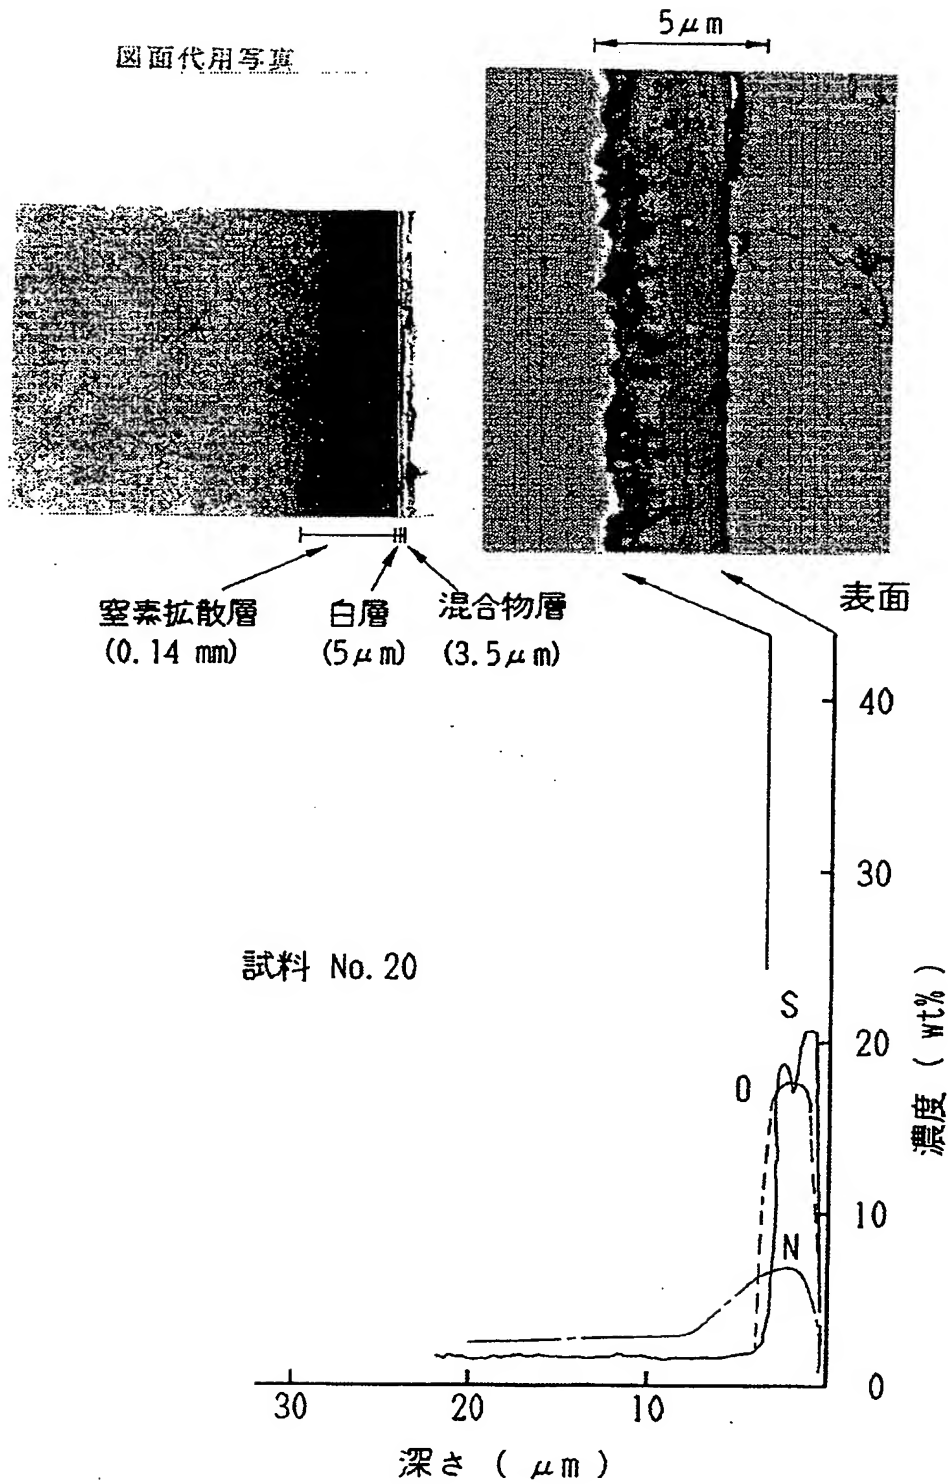 図面代用写真
5μm
窒素拡散層
(0.14 mm)
白層
(5μm)
混合物層
(3.5μm)
表面
40
30
試料 No.20
S
20
O
濃度 ( wt% )
10
N
0
30
20
10
深さ ( μm )